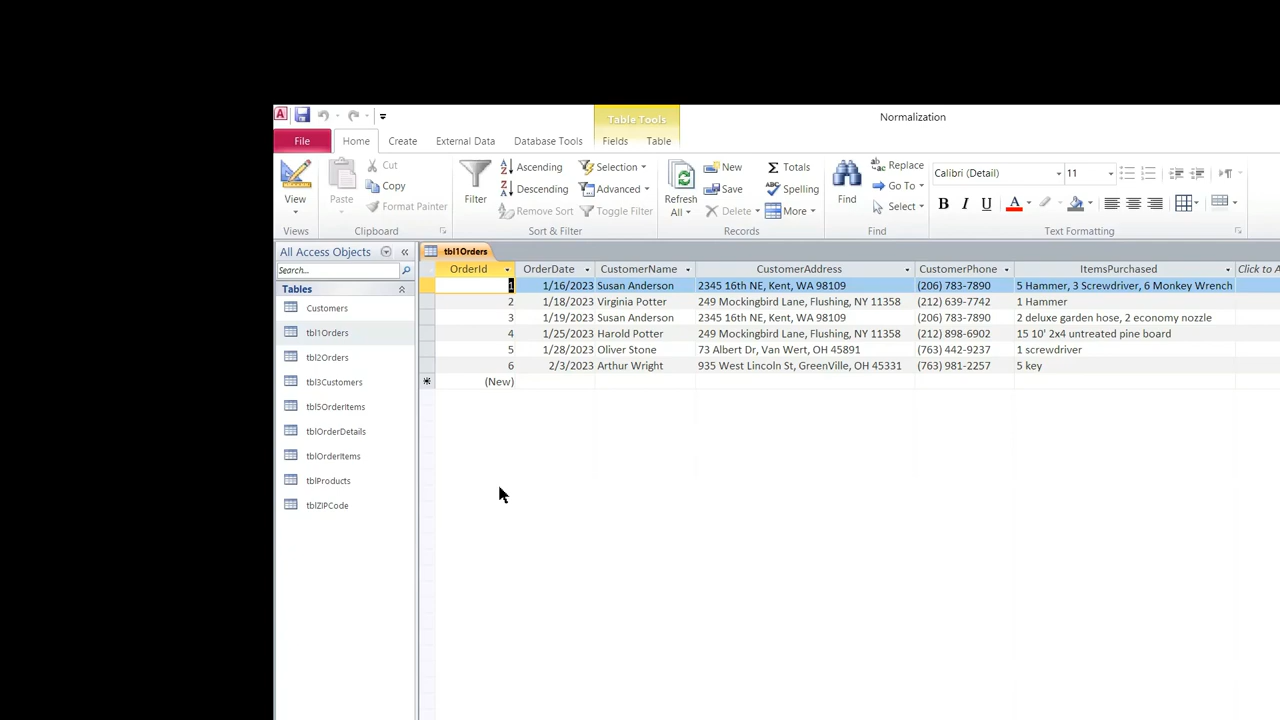 A
Table Tools
Normalization
File Home Create External Data Database Tools Fields Table
View
Views
Paste
Cut
Copy
Format Painter
Clipboard
Filter
Ascending
Descending
Remove Sort
Selection
Advanced
Toggle Filter
Sort & Filter
Refresh
All
New
Save
Delete
Totals
Spelling
More
Records
Find
Replace
Go To
Select
Find
Calibri (Detail) 11
B I U A
Text Formatting
All Access Objects
Search...
Tables
Customers
tbl1Orders
tbl2Orders
tbl3Customers
tbl5OrderItems
tblOrderDetails
tblOrderItems
tblProducts
tblZIPCode
tbl1Orders
OrderId OrderDate CustomerName CustomerAddress CustomerPhone ItemsPurchased Click to A
1 1/16/2023 Susan Anderson 2345 16th NE, Kent, WA 98109 (206) 783-7890 5 Hammer, 3 Screwdriver, 6 Monkey Wrench
2 1/18/2023 Virginia Potter 249 Mockingbird Lane, Flushing, NY 11358 (212) 639-7742 1 Hammer
3 1/19/2023 Susan Anderson 2345 16th NE, Kent, WA 98109 (206) 783-7890 2 deluxe garden hose, 2 economy nozzle
4 1/25/2023 Harold Potter 249 Mockingbird Lane, Flushing, NY 11358 (212) 898-6902 15 10' 2x4 untreated pine board
5 1/28/2023 Oliver Stone 73 Albert Dr, Van Wert, OH 45891 (763) 442-9237 1 screwdriver
6 2/3/2023 Arthur Wright 935 West Lincoln St, GreenVille, OH 45331 (763) 981-2257 5 key
(New)